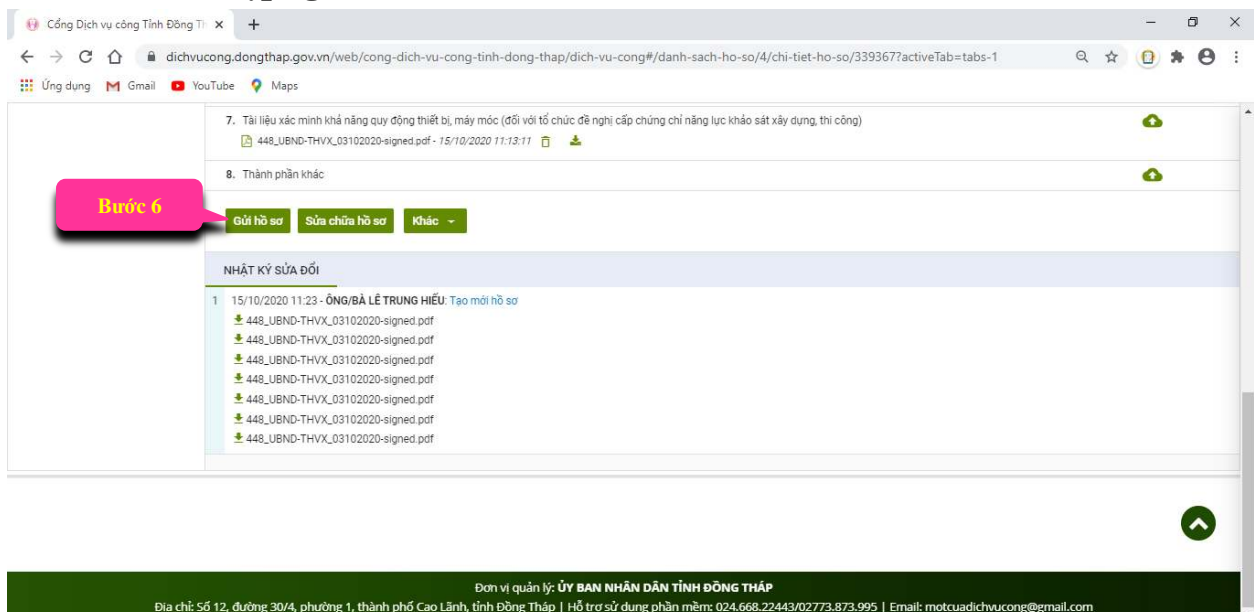 Cổng Dịch vụ công Tỉnh Đồng Th
dichvucong.dongthap.gov.vn/web/cong-dich-vu-cong-tinh-dong-thap/dich-vu-cong#/danh-sach-ho-so/4/chi-tiet-ho-so/339367?activeTab=tabs-1
Ứng dụng Gmail YouTube Maps
7. Tài liệu xác minh khả năng quy động thiết bị, máy móc (đối với tổ chức đề nghị cấp chứng chỉ năng lực khảo sát xây dựng, thi công)
448_UBND-THVX_03102020-signed.pdf - 15/10/2020 11:13:11
8. Thành phần khác
Bước 6
Gửi hồ sơ Sửa chữa hồ sơ Khác
NHẬT KÝ SỬA ĐỔI
1 15/10/2020 11:23 - ÔNG/BÀ LÊ TRUNG HIẾU: Tạo mới hồ sơ
448_UBND-THVX_03102020-signed.pdf
448_UBND-THVX_03102020-signed.pdf
448_UBND-THVX_03102020-signed.pdf
448_UBND-THVX_03102020-signed.pdf
448_UBND-THVX_03102020-signed.pdf
448_UBND-THVX_03102020-signed.pdf
448_UBND-THVX_03102020-signed.pdf
Đơn vị quản lý: ỦY BAN NHÂN DÂN TỈNH ĐỒNG THÁP
Địa chỉ: Số 12, đường 30/4, phường 1, thành phố Cao Lãnh, tỉnh Đồng Tháp | Hỗ trợ sử dụng phần mềm: 024.668.22443/02773.873.995 | Email: motcuadichvucong@gmail.com